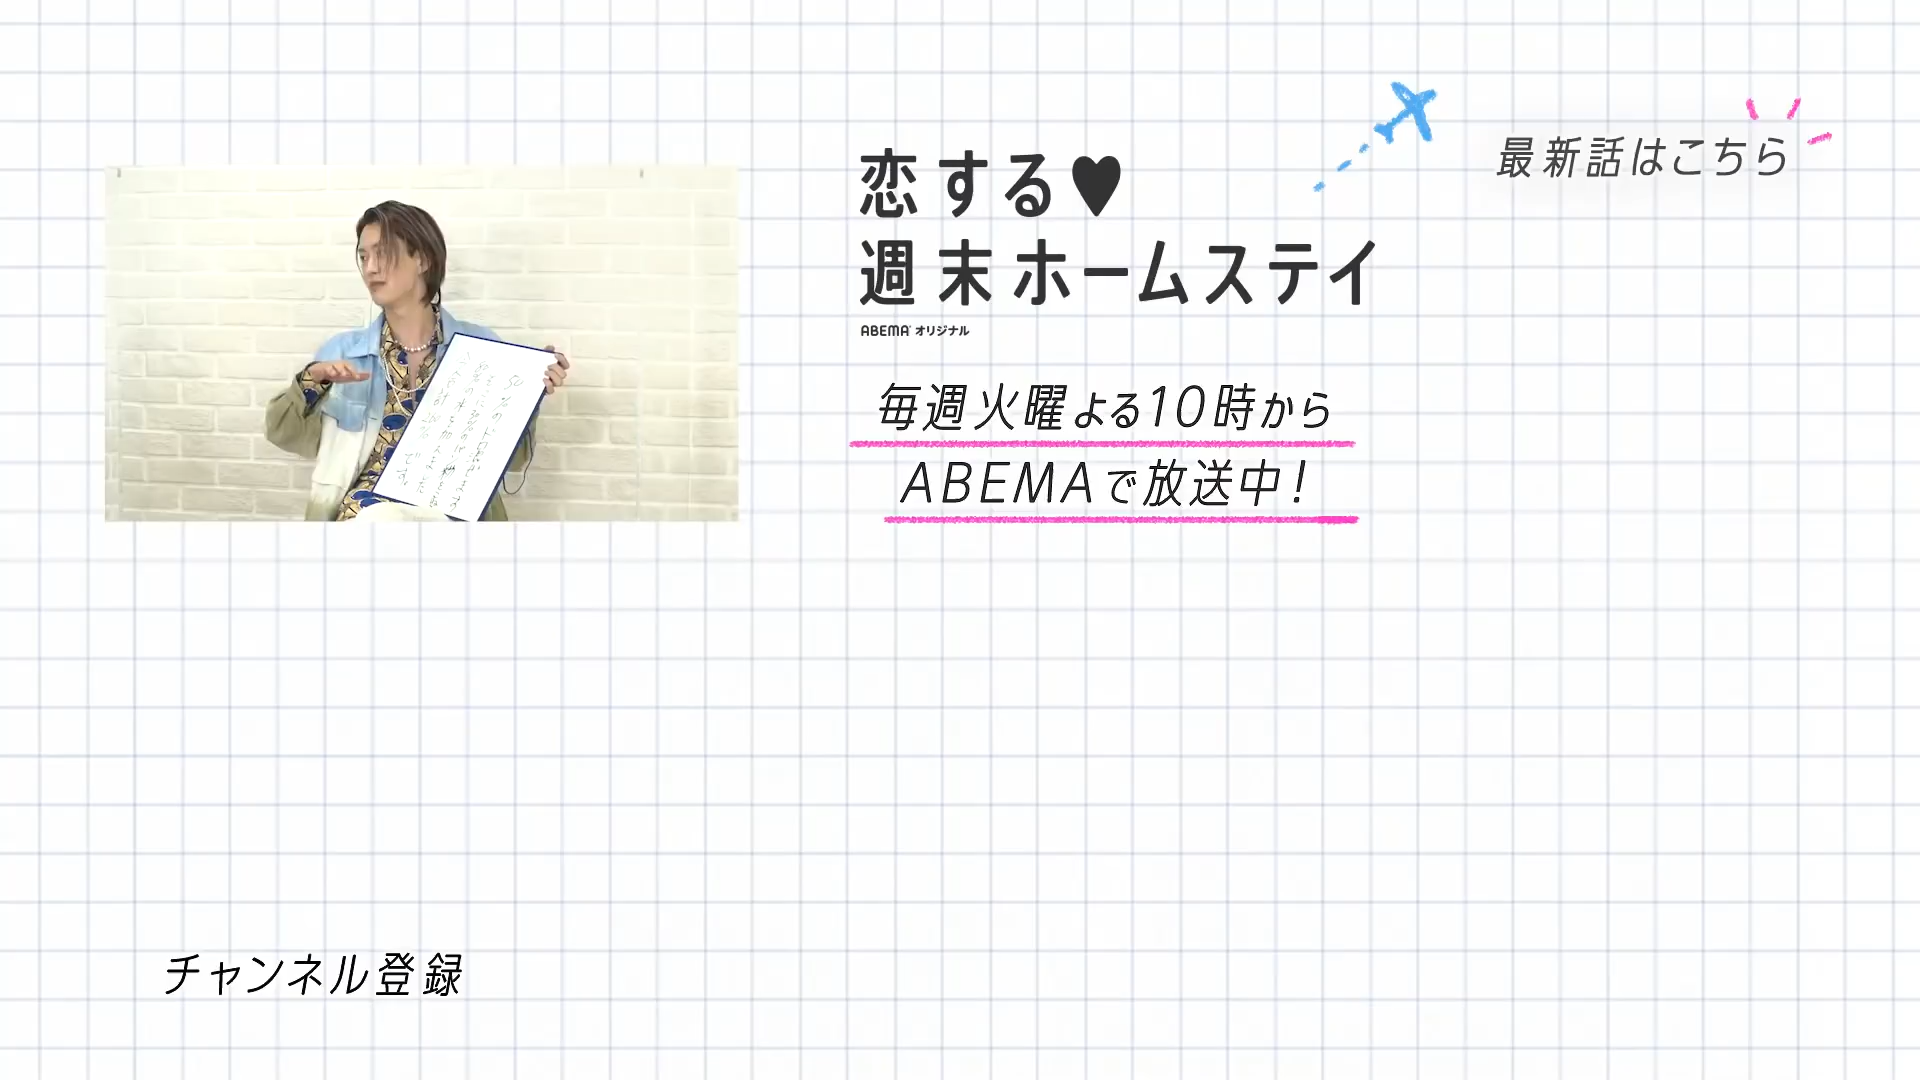 恋する♥
週末ホームステイ
ABEMA オリジナル
最新話はこちら
毎週火曜よる10時から
ABEMAで放送中!
チャンネル登録